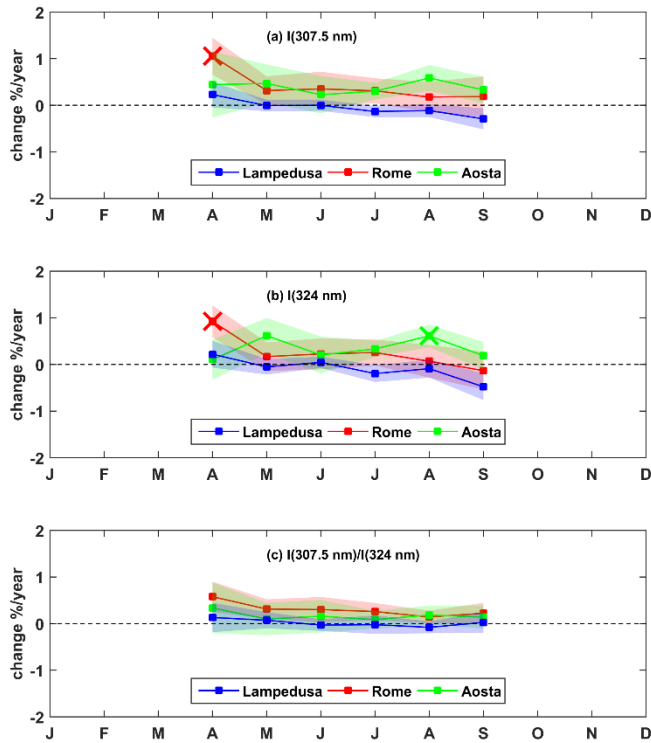 (a) I(307.5 nm)
change %/year
2
1
0
-1
-2
Lampedusa Rome Aosta
J F M A M J J A S O N D
(b) I(324 nm)
change %/year
2
1
0
-1
-2
Lampedusa Rome Aosta
J F M A M J J A S O N D
(c) I(307.5 nm)/I(324 nm)
change %/year
2
1
0
-1
-2
Lampedusa Rome Aosta
J F M A M J J A S O N D